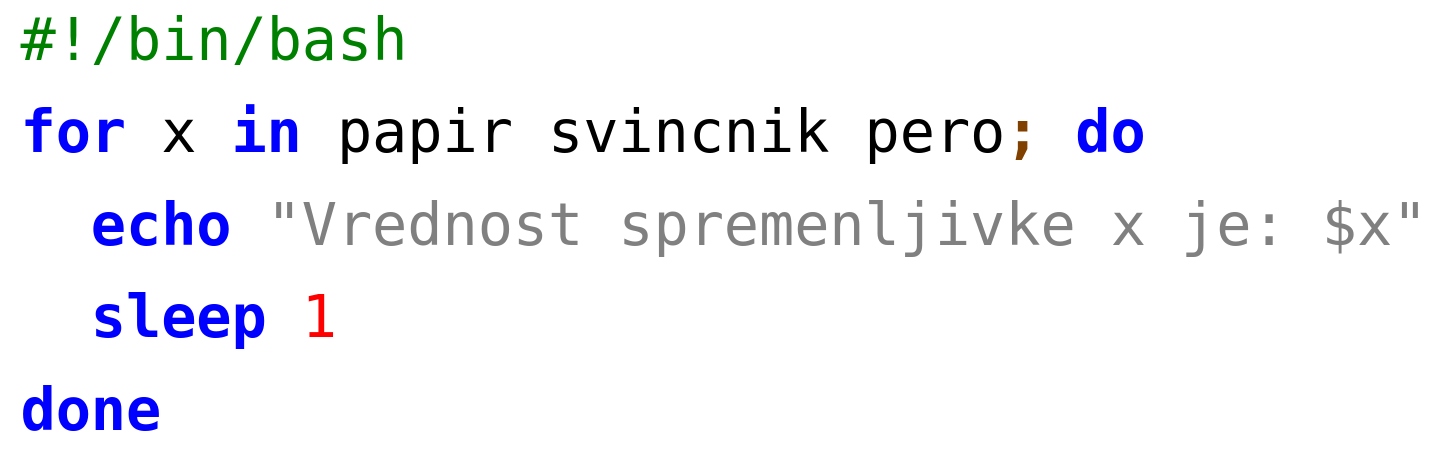 #!/bin/bash
for x in papir svincnik pero; do
  echo "Vrednost spremenljivke x je: $x"
  sleep 1
done